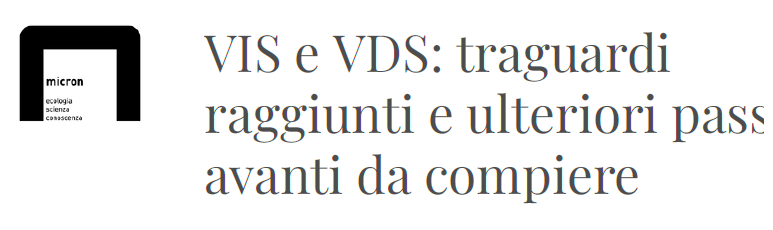 micron
ecologia
scienza
conoscenza
VIS e VDS: traguardi
raggiunti e ulteriori pass
avanti da compiere